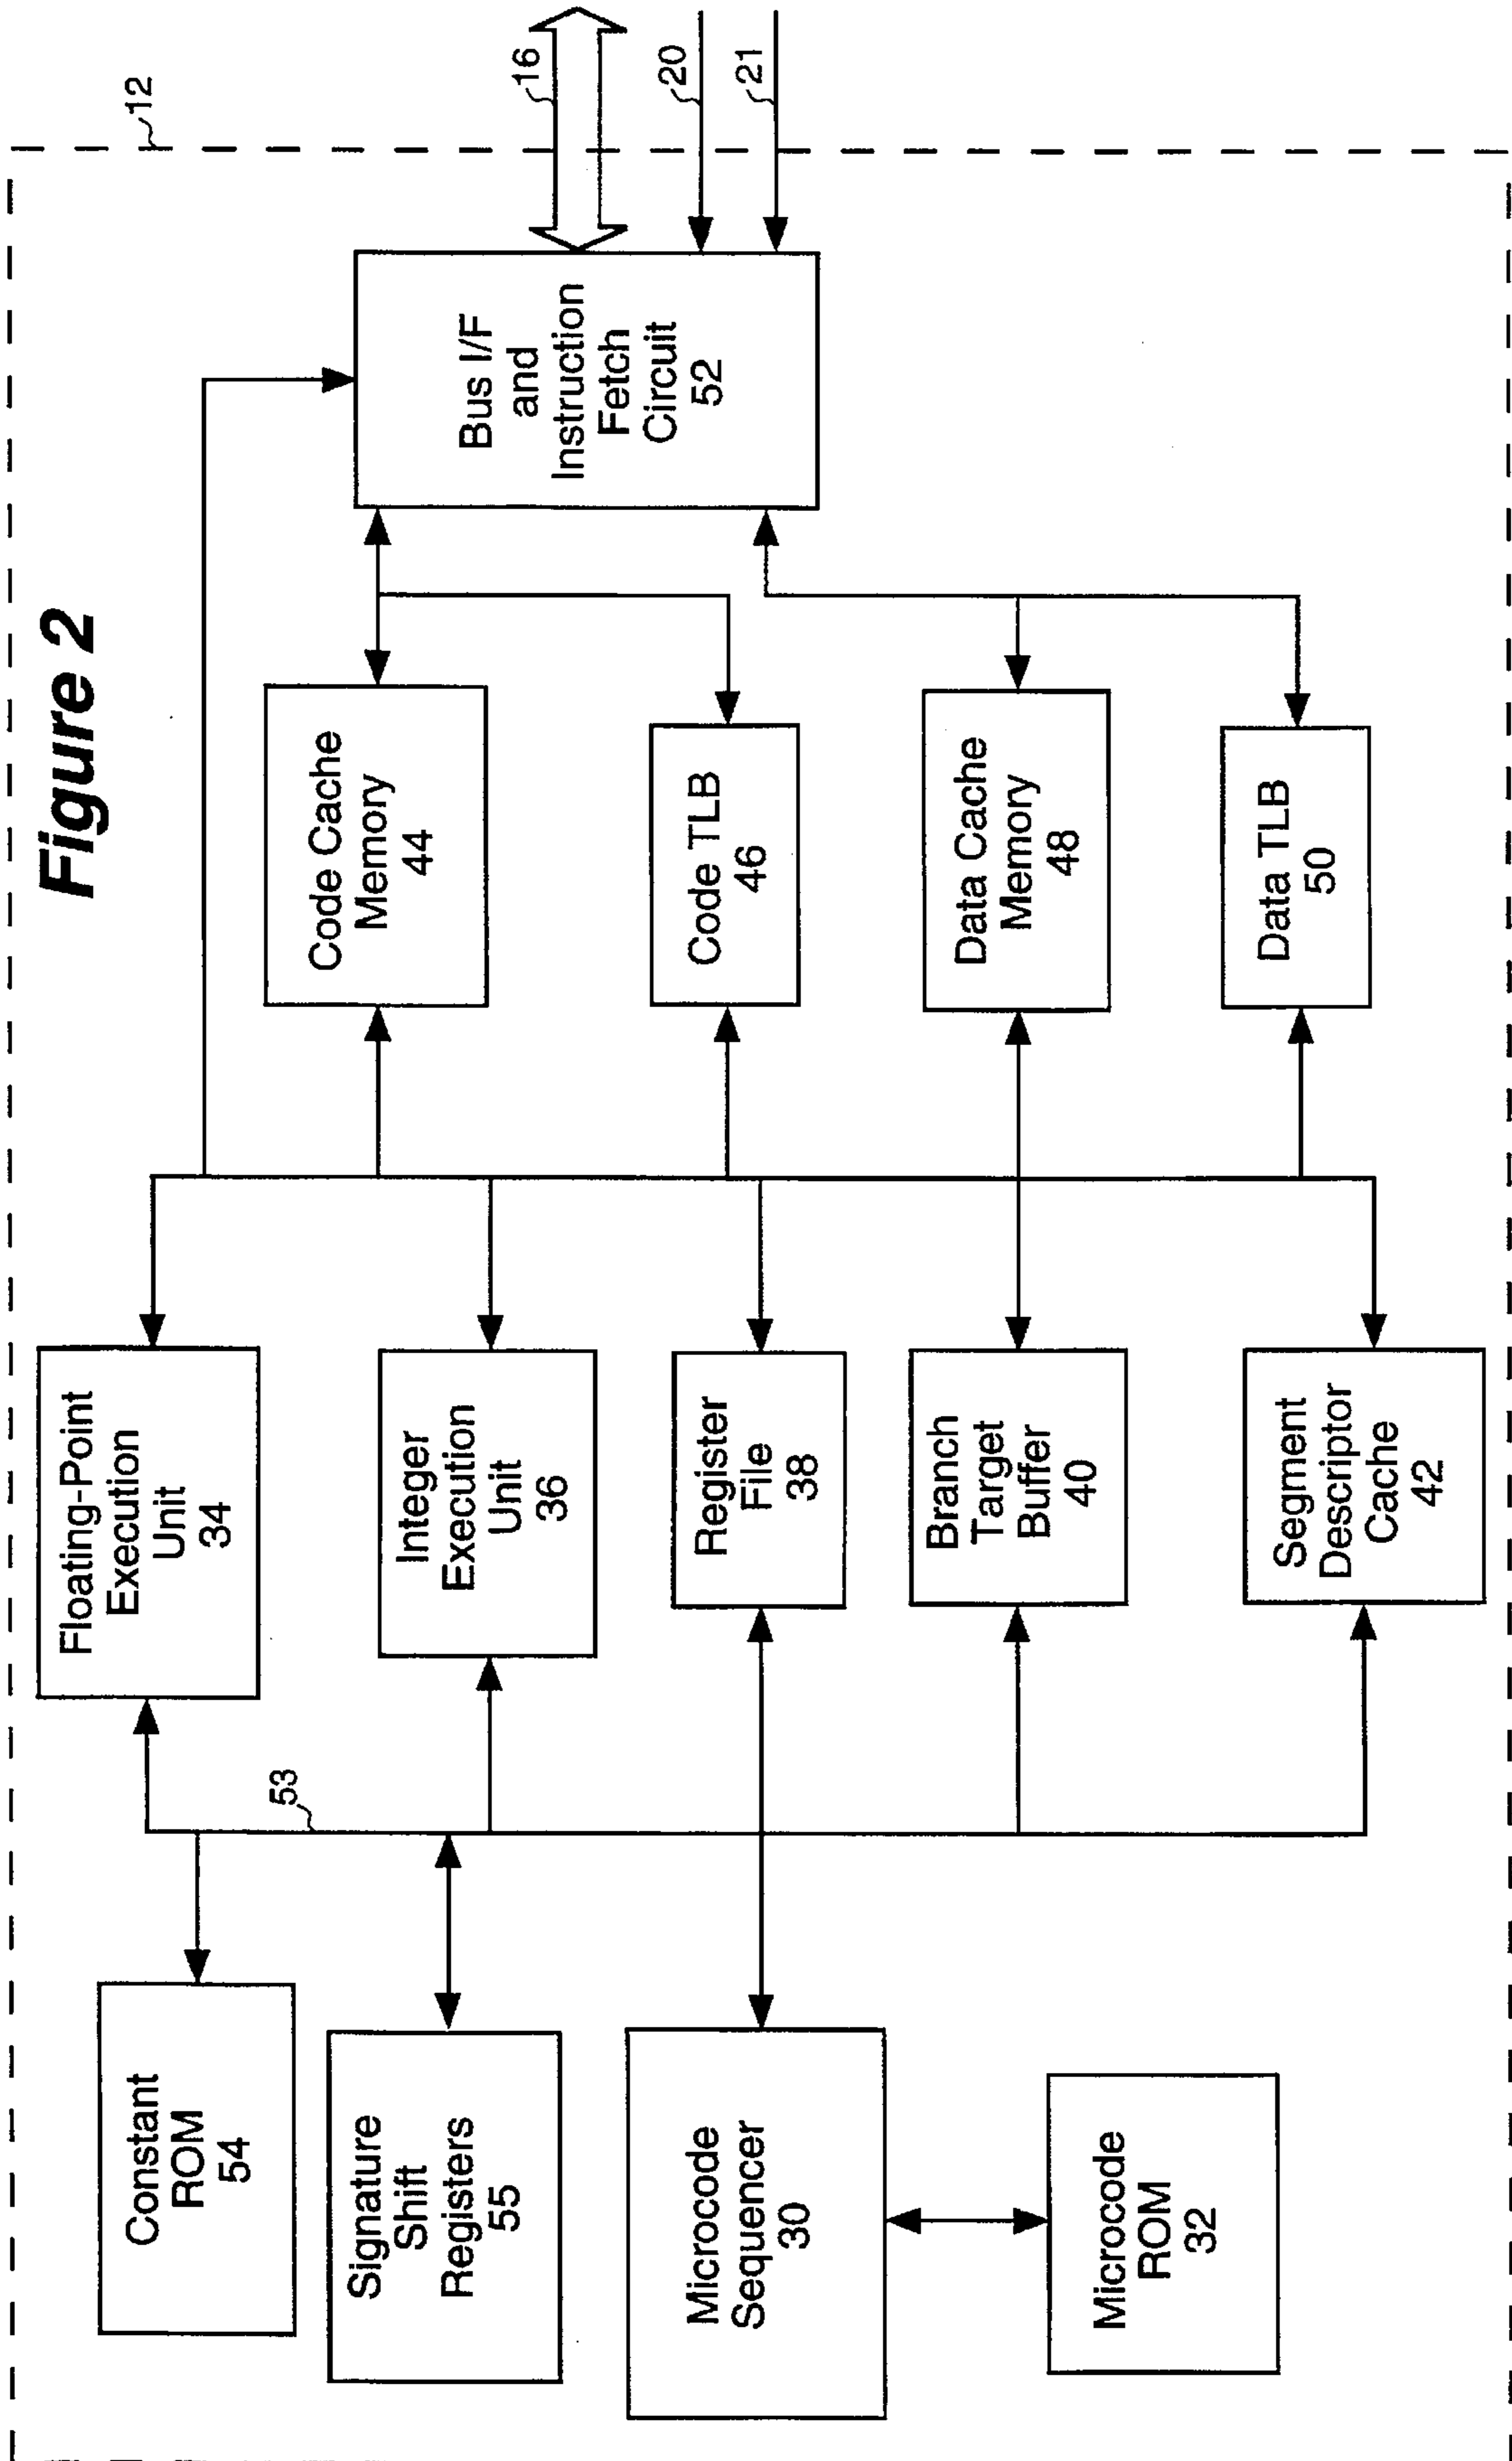 Figure 2
12
16
20
21
Constant
ROM
54
Signature
Shift
Registers
55
Microcode
Sequencer
30
Microcode
ROM
32
53
Floating-Point
Execution
Unit
34
Integer
Execution
Unit
36
Register
File
38
Branch
Target
Buffer
40
Segment
Descriptor
Cache
42
Code Cache
Memory
44
Code TLB
46
Data Cache
Memory
48
Data TLB
50
Bus I/F
and
Instruction
Fetch
Circuit
52